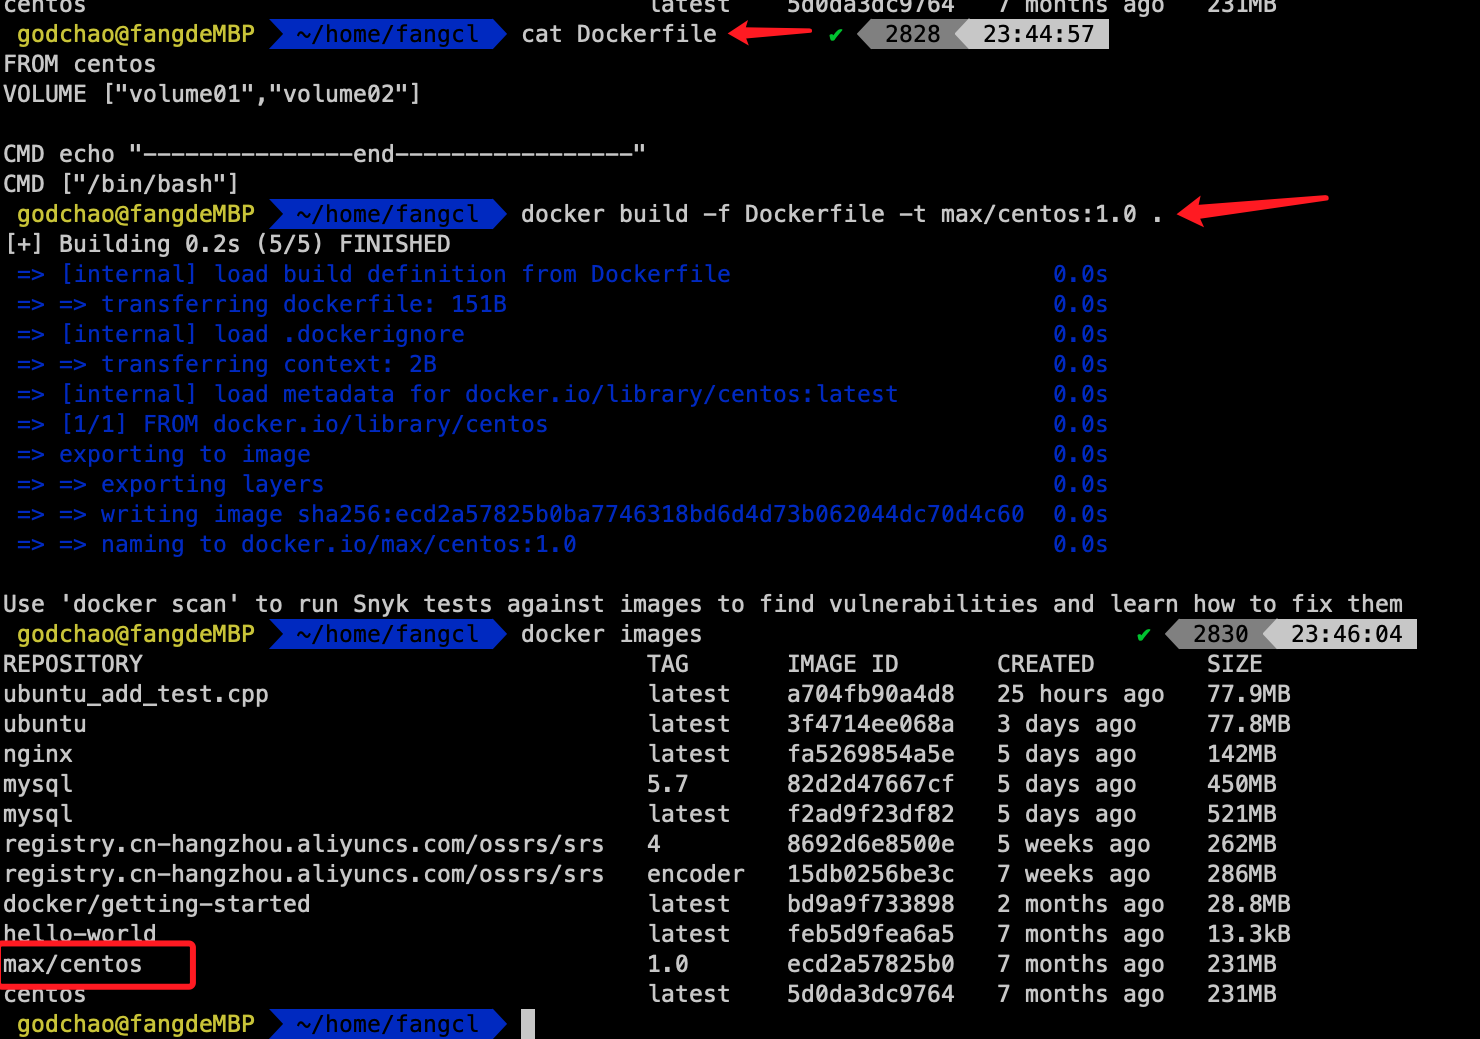 centos latest 5d0da3dc9764 7 months ago 231MB
godchao@fangdeMBP ~/home/fangcl cat Dockerfile ✔ 2828 23:44:57
FROM centos
VOLUME ["volume01","volume02"]
CMD echo "---------------end-----------------"
CMD ["/bin/bash"]
godchao@fangdeMBP ~/home/fangcl docker build -f Dockerfile -t max/centos:1.0 .
[+] Building 0.2s (5/5) FINISHED
=> [internal] load build definition from Dockerfile 0.0s
=> => transferring dockerfile: 151B 0.0s
=> [internal] load .dockerignore 0.0s
=> => transferring context: 2B 0.0s
=> [internal] load metadata for docker.io/library/centos:latest 0.0s
=> [1/1] FROM docker.io/library/centos 0.0s
=> exporting to image 0.0s
=> => exporting layers 0.0s
=> => writing image sha256:ecd2a57825b0ba7746318bd6d4d73b062044dc70d4c60 0.0s
=> => naming to docker.io/max/centos:1.0 0.0s
Use 'docker scan' to run Snyk tests against images to find vulnerabilities and learn how to fix them
godchao@fangdeMBP ~/home/fangcl docker images ✔ 2830 23:46:04
REPOSITORY TAG IMAGE ID CREATED SIZE
ubuntu_add_test.cpp latest a704fb90a4d8 25 hours ago 77.9MB
ubuntu latest 3f4714ee068a 3 days ago 77.8MB
nginx latest fa5269854a5e 5 days ago 142MB
mysql 5.7 82d2d47667cf 5 days ago 450MB
mysql latest f2ad9f23df82 5 days ago 521MB
registry.cn-hangzhou.aliyuncs.com/ossrs/srs 4 8692d6e8500e 5 weeks ago 262MB
registry.cn-hangzhou.aliyuncs.com/ossrs/srs encoder 15db0256be3c 7 weeks ago 286MB
docker/getting-started latest bd9a9f733898 2 months ago 28.8MB
hello-world latest feb5d9fea6a5 7 months ago 13.3kB
max/centos 1.0 ecd2a57825b0 7 months ago 231MB
centos latest 5d0da3dc9764 7 months ago 231MB
godchao@fangdeMBP ~/home/fangcl